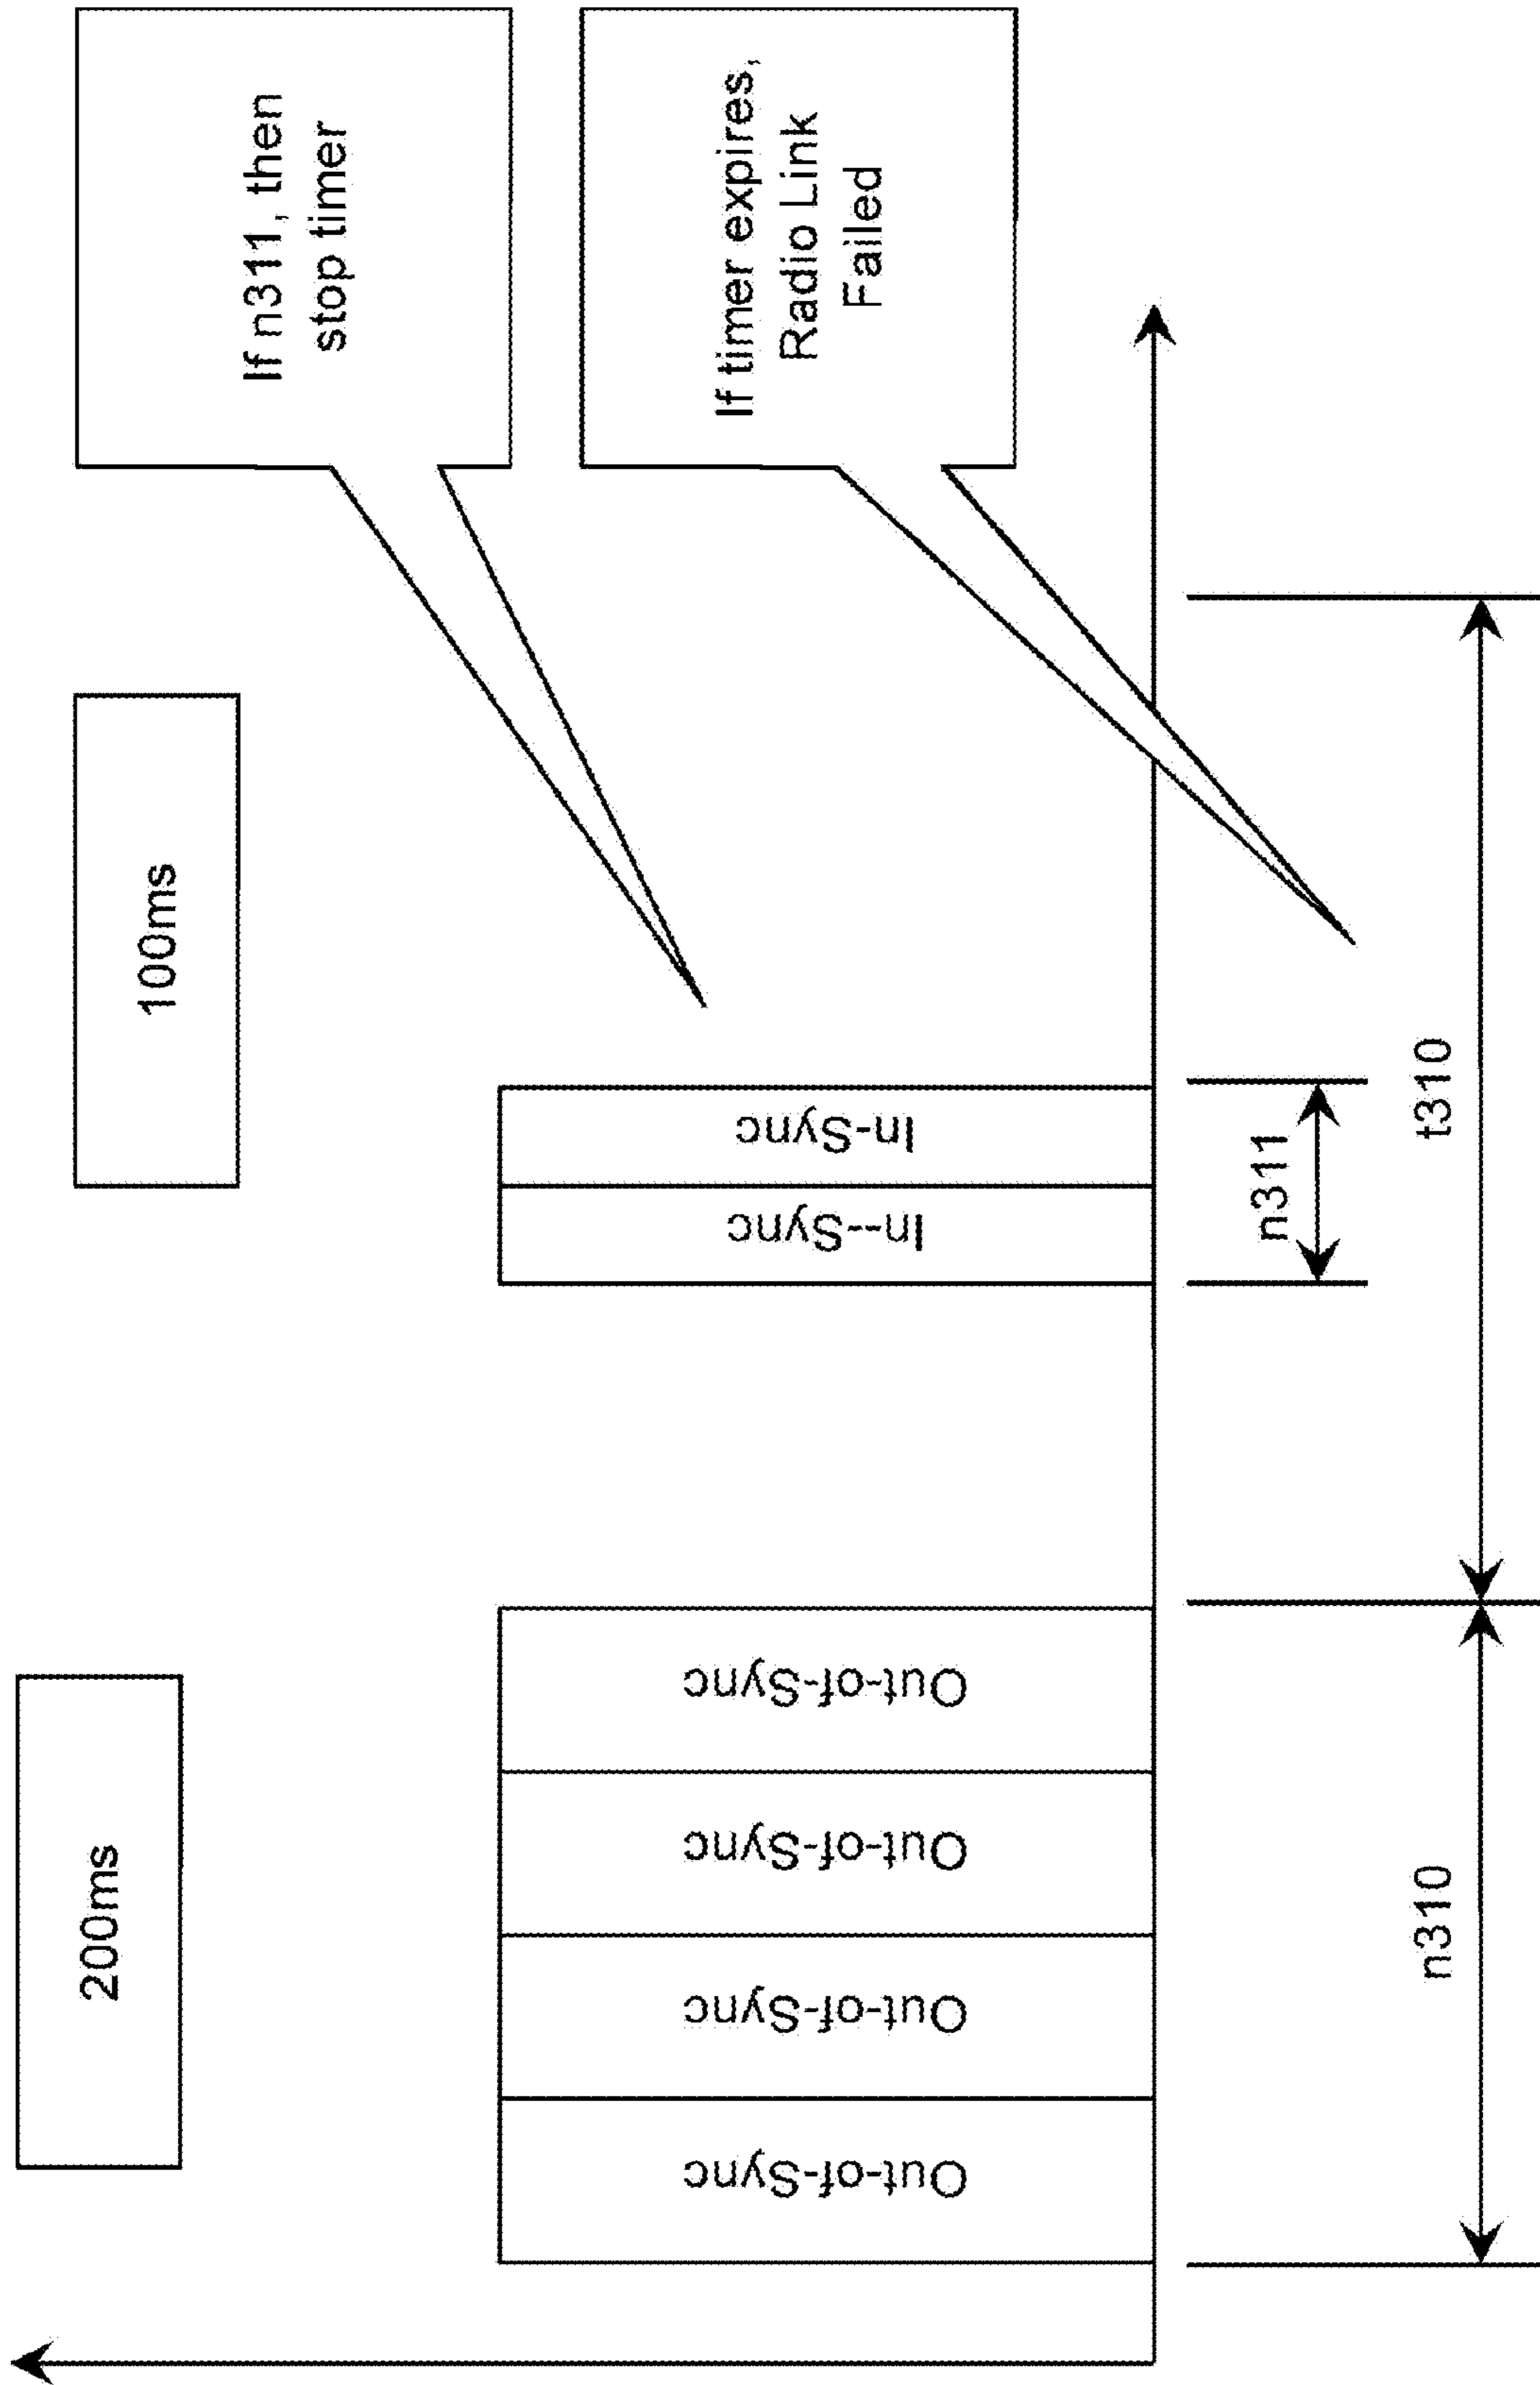 200ms
100ms
If n311, then
stop timer
If timer expires,
Radio Link
Failed
Out-of-Sync
Out-of-Sync
Out-of-Sync
Out-of-Sync
In--Sync
In-Sync
n311
n310
t310